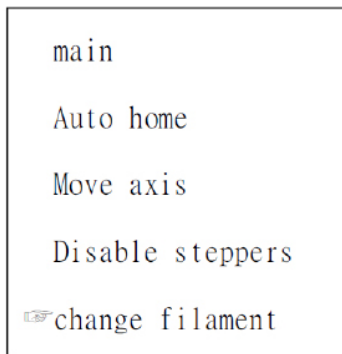 main
Auto home
Move axis
Disable steppers
☞change filament